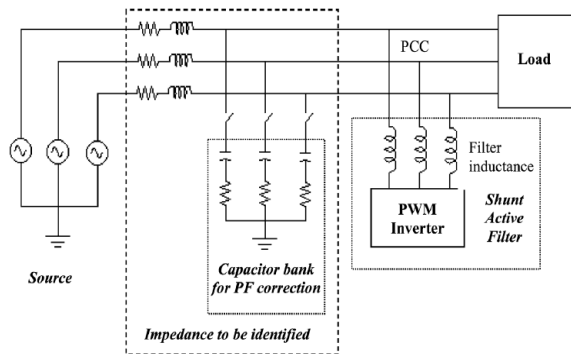 PCC
Load
Filter
inductance
PWM
Inverter
Shunt
Active
Filter
Source
Capacitor bank
for PF correction
Impedance to be identified